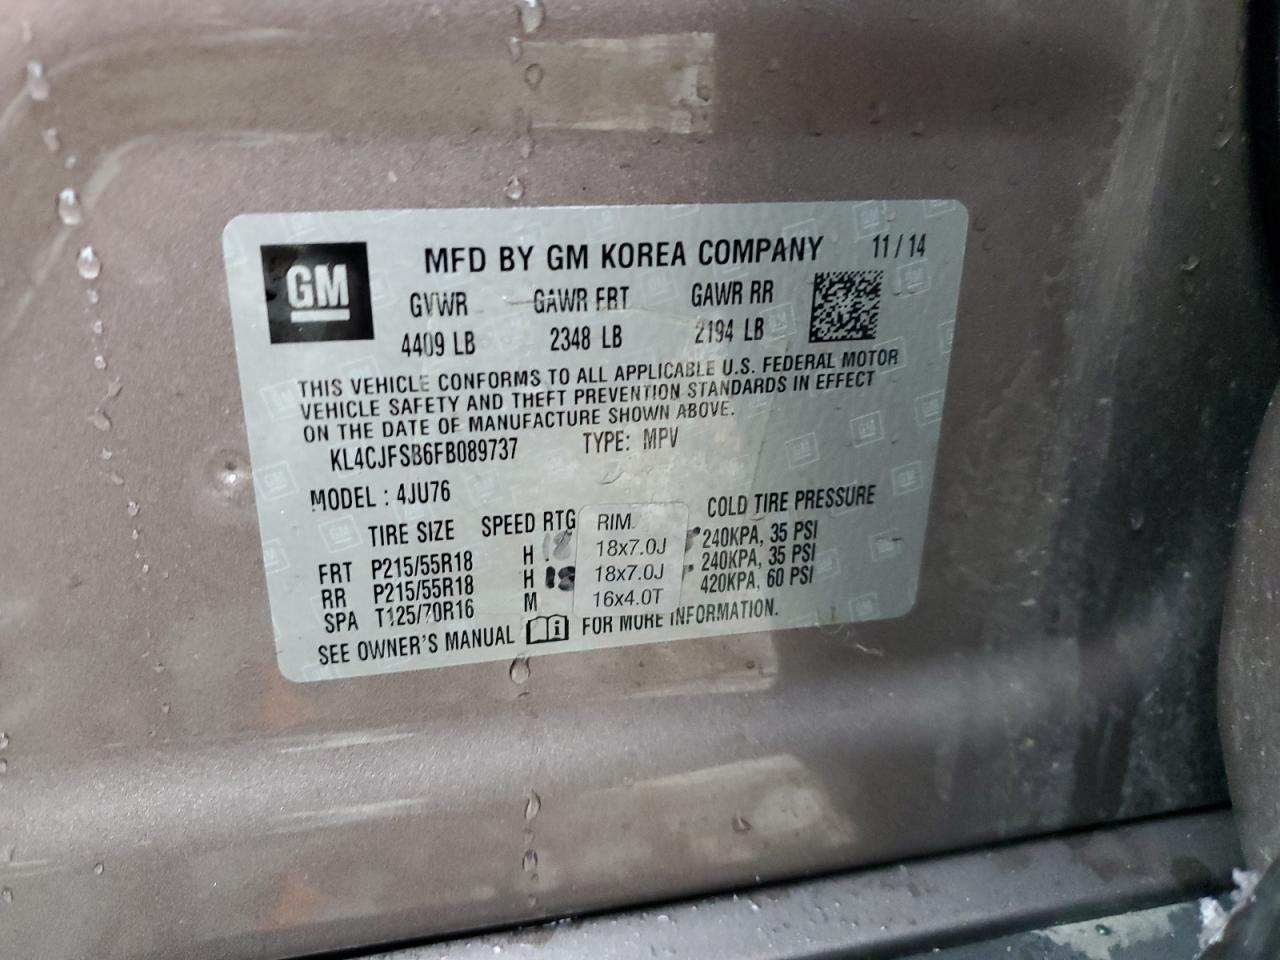 GM
MFD BY GM KOREA COMPANY 11/14
GVWR GAWR FRT GAWR RR
4409 LB 2348 LB 2194 LB
THIS VEHICLE CONFORMS TO ALL APPLICABLE U.S. FEDERAL MOTOR
VEHICLE SAFETY AND THEFT PREVENTION STANDARDS IN EFFECT
ON THE DATE OF MANUFACTURE SHOWN ABOVE.
KL4CJFSB6FB089737 TYPE: MPV
MODEL : 4JU76
TIRE SIZE SPEED RTG RIM COLD TIRE PRESSURE
FRT P215/55R18 H 18 18x7.0J 240KPA, 35 PSI
RR P215/55R18 H 18 18x7.0J 240KPA, 35 PSI
SPA T125/70R16 M 16x4.0T 420KPA, 60 PSI
SEE OWNER'S MANUAL FOR MORE INFORMATION.